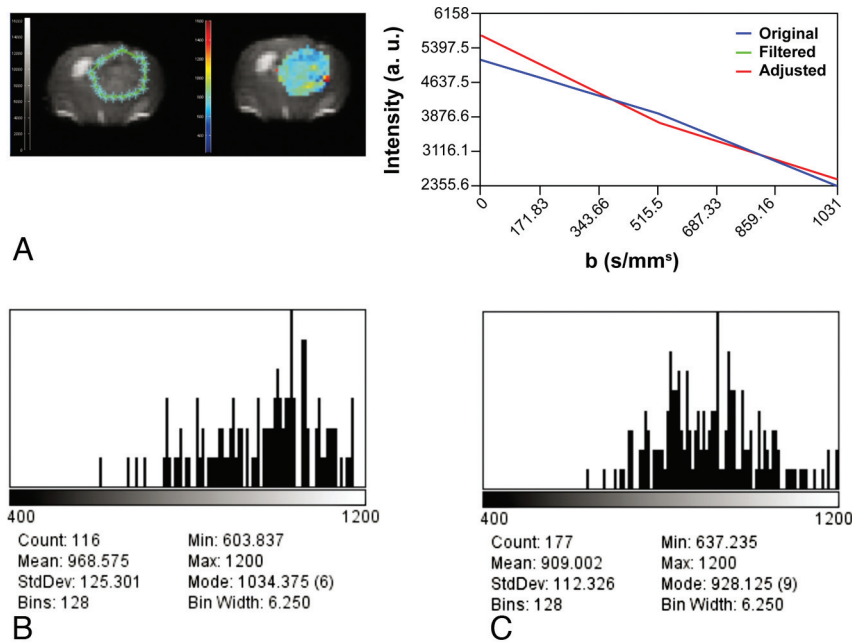 6158
5397.5
4637.5
3876.6
3116.1
2355.6
Intensity (a. u.)
Original
Filtered
Adjusted
0
171.83
343.66
515.5
687.33
859.16
1031
b (s/mmˢ)
A
400
1200
Count: 116
Min: 603.837
Mean: 968.575
Max: 1200
StdDev: 125.301
Mode: 1034.375 (6)
Bins: 128
Bin Width: 6.250
B
400
1200
Count: 177
Min: 637.235
Mean: 909.002
Max: 1200
StdDev: 112.326
Mode: 928.125 (9)
Bins: 128
Bin Width: 6.250
C